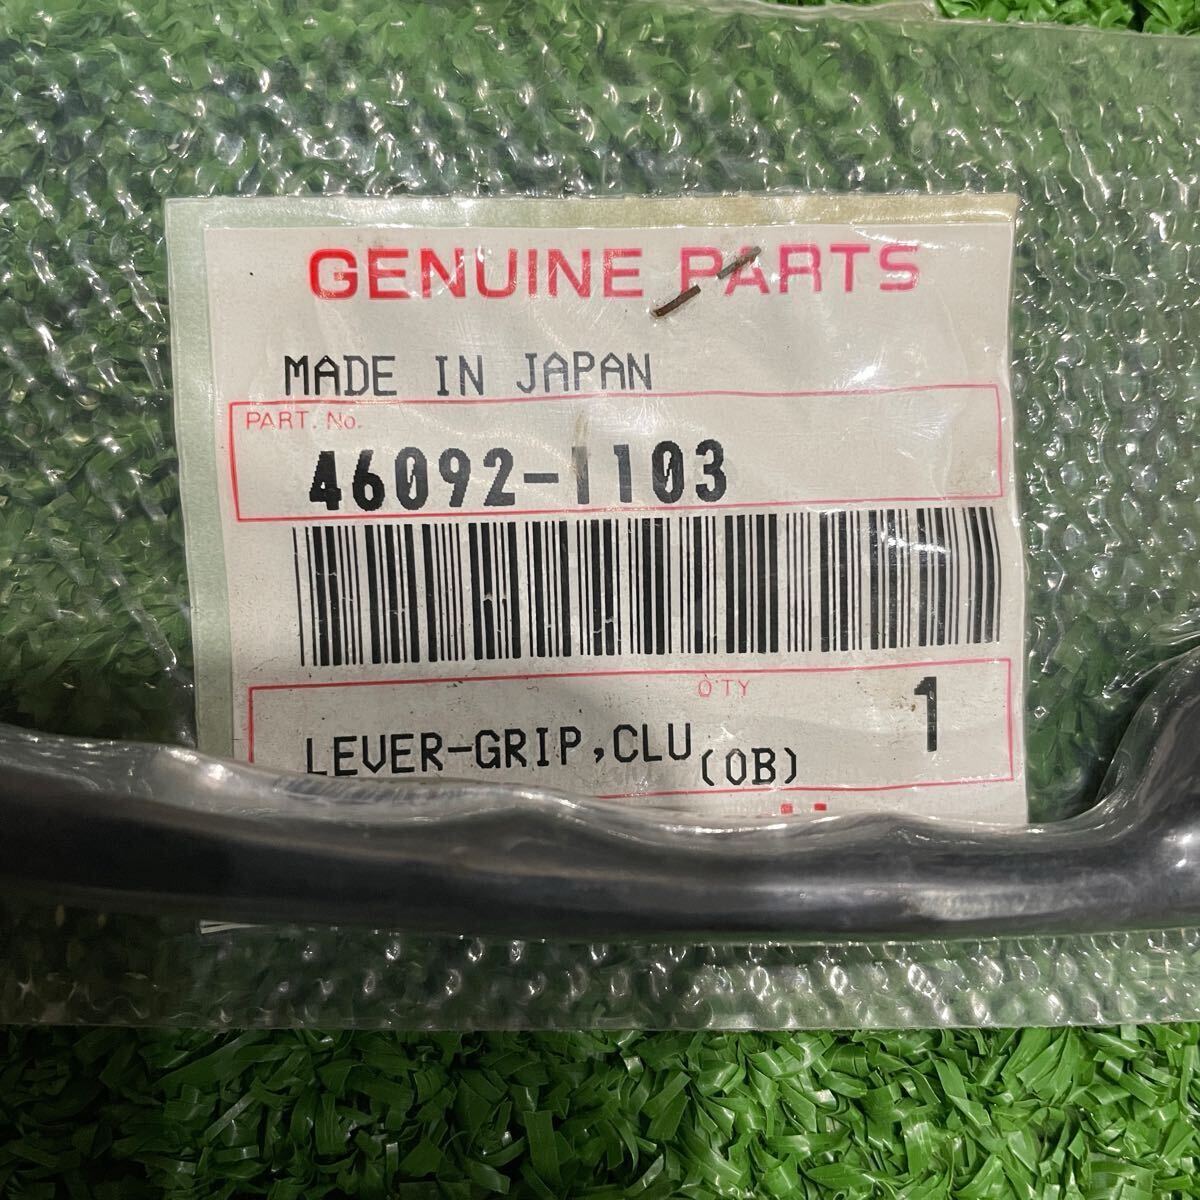 GENUINE PARTS
MADE IN JAPAN
PART. No.
46092-1103
Q'TY
1
LEVER-GRIP,CLU
(OB)